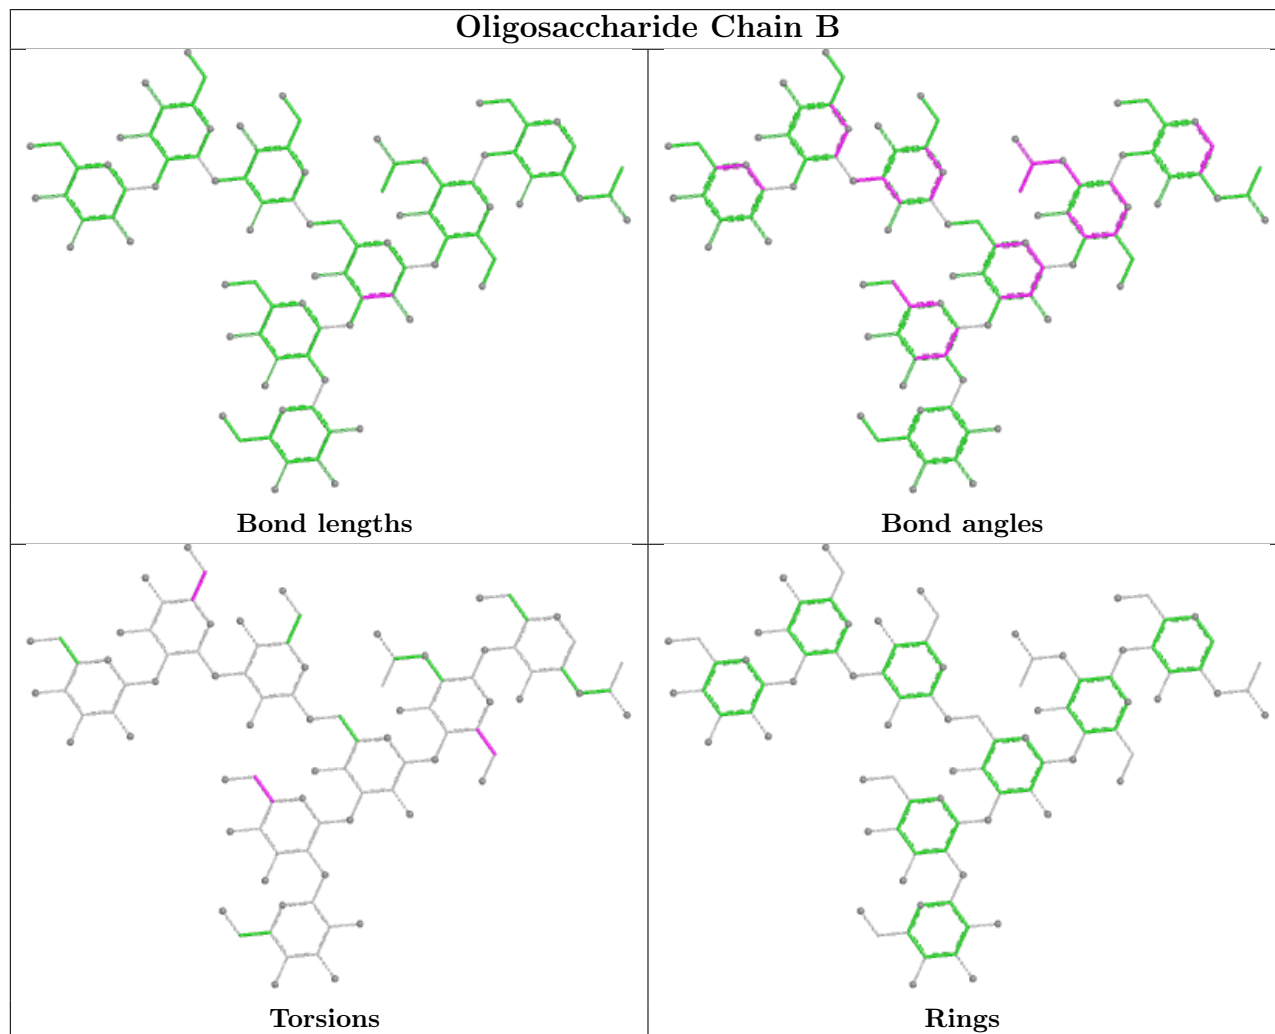 Oligosaccharide Chain B
Bond lengths
Bond angles
Torsions
Rings